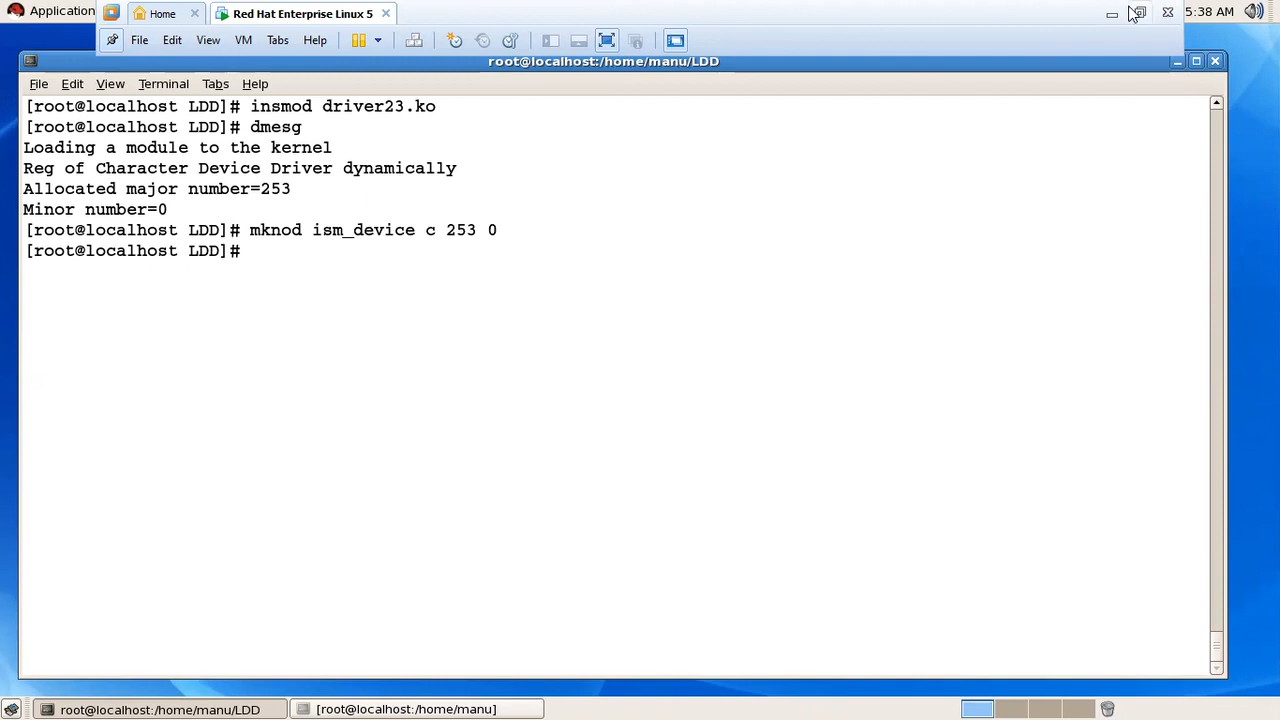 Application
Home
Red Hat Enterprise Linux 5
5:38 AM
File Edit View VM Tabs Help
root@localhost:/home/manu/LDD
File Edit View Terminal Tabs Help
[root@localhost LDD]# insmod driver23.ko
[root@localhost LDD]# dmesg
Loading a module to the kernel
Reg of Character Device Driver dynamically
Allocated major number=253
Minor number=0
[root@localhost LDD]# mknod ism_device c 253 0
[root@localhost LDD]#
root@localhost:/home/manu/LDD
[root@localhost:/home/manu]